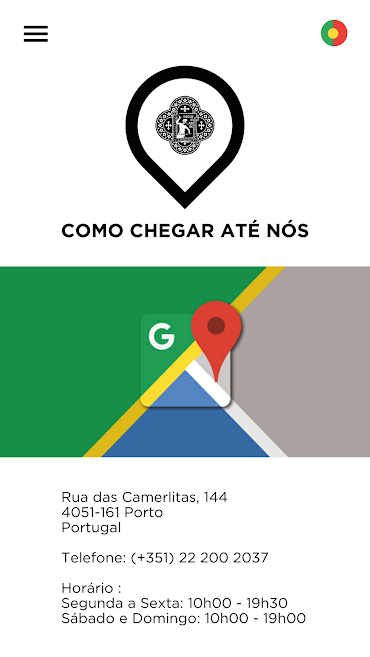 COMO CHEGAR ATÉ NÓS
G
Rua das Camerlitas, 144
4051-161 Porto
Portugal
Telefone: (+351) 22 200 2037
Horário :
Segunda a Sexta: 10h00 - 19h30
Sábado e Domingo: 10h00 - 19h00